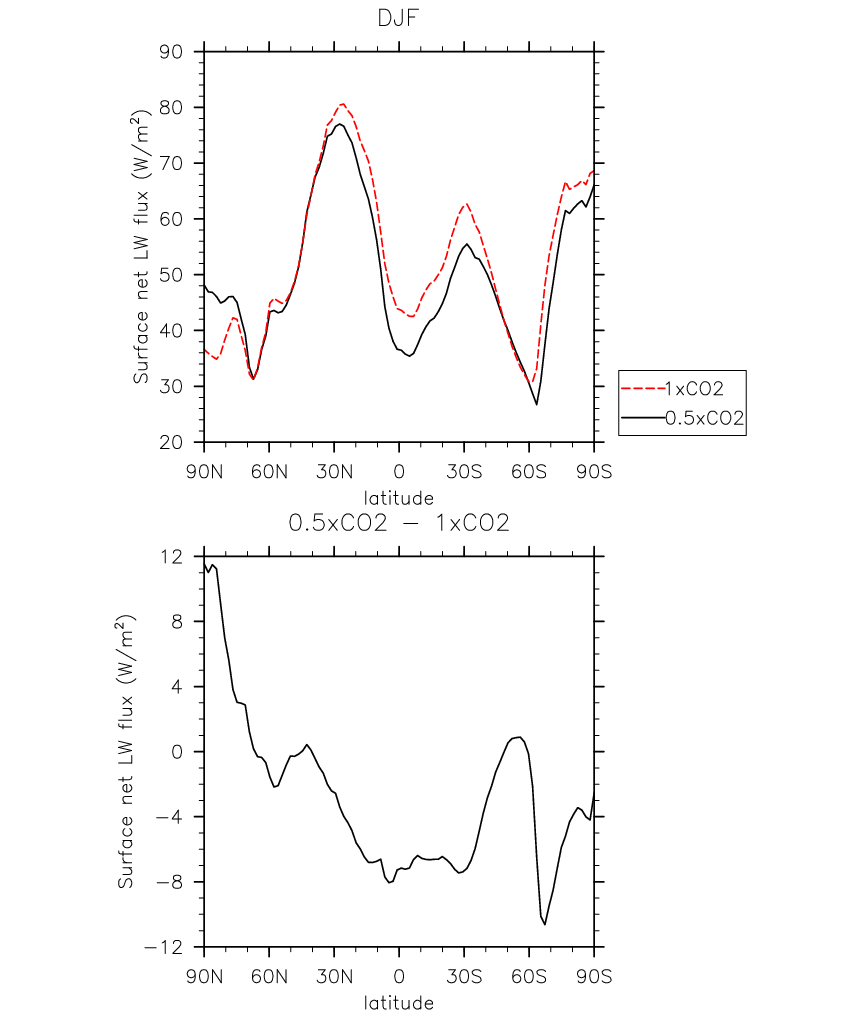 DJF
Surface net LW flux (W/m²)
90
80
70
60
50
40
30
20
90N 60N 30N 0 30S 60S 90S
latitude
1xCO2
0.5xCO2
0.5xCO2 − 1xCO2
Surface net LW flux (W/m²)
12
8
4
0
−4
−8
−12
90N 60N 30N 0 30S 60S 90S
latitude